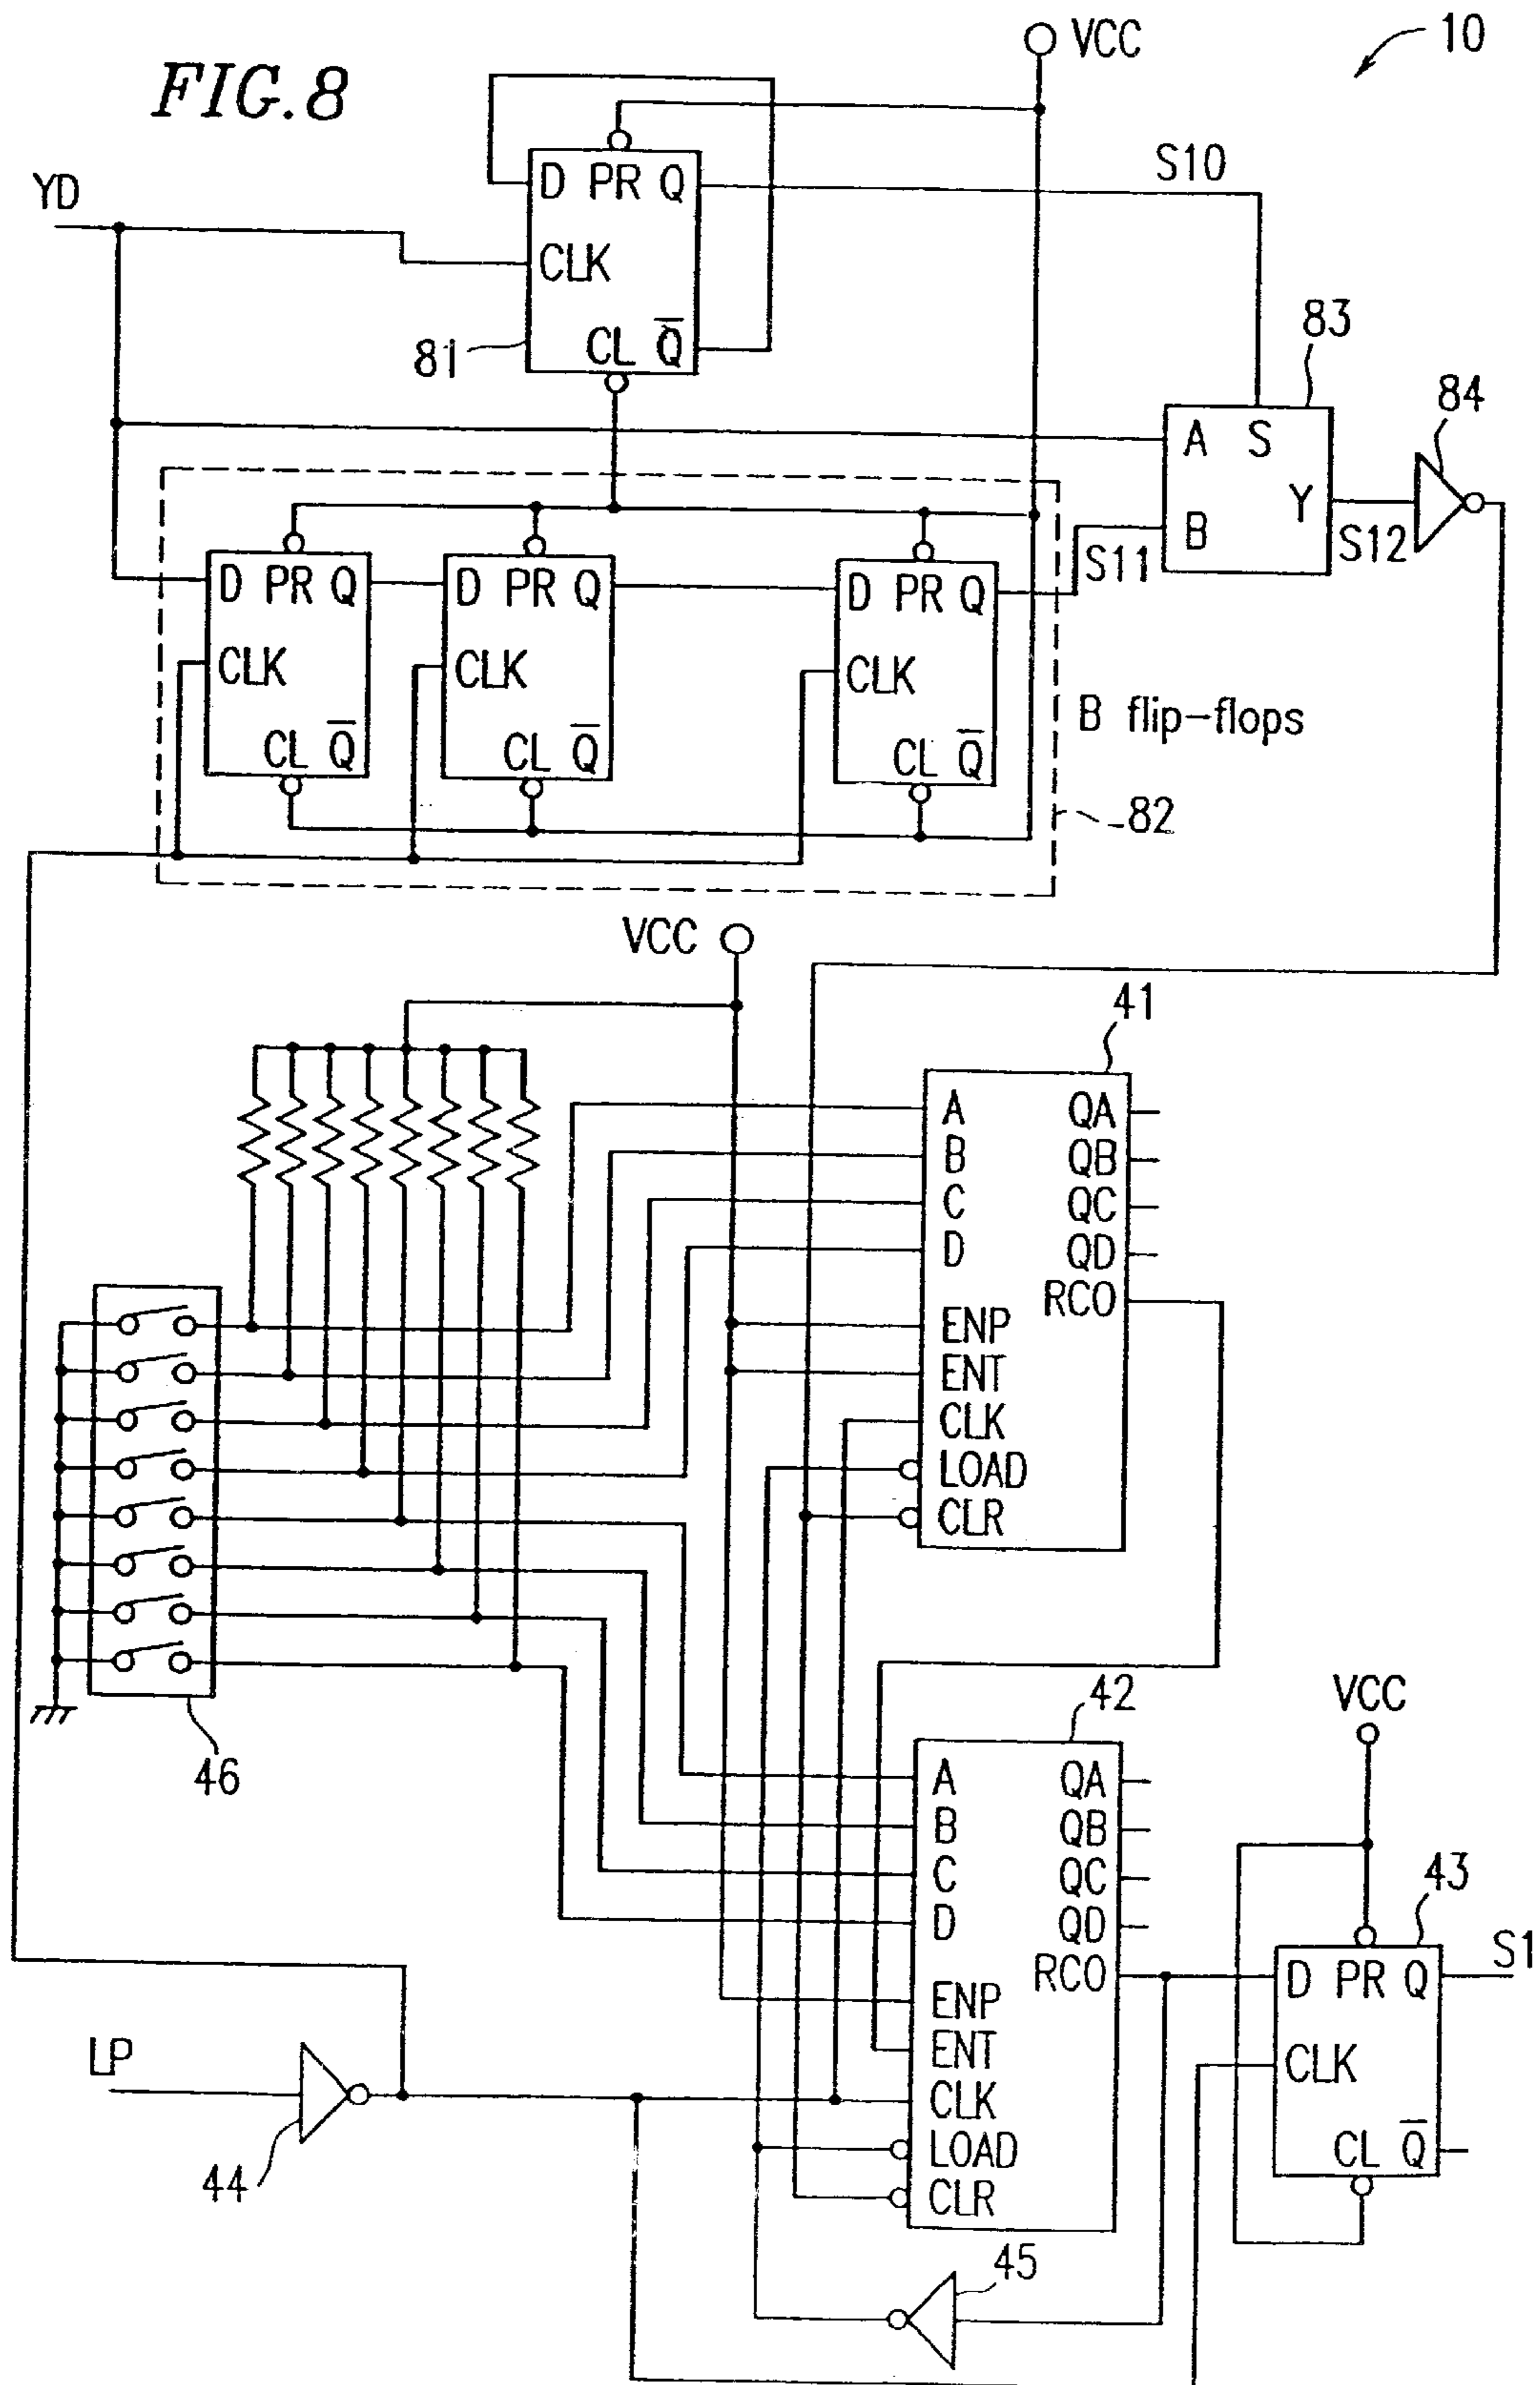 FIG. 8
VCC
10
YD
D PR Q
CLK
CL Q̅
81
S10
83
84
A S
Y
B
S11
S12
D PR Q
CLK
CL Q̅
D PR Q
CLK
CL Q̅
D PR Q
CLK
CL Q̅
B flip-flops
82
VCC
41
A QA
B QB
C QC
D QD
RCO
ENP
ENT
CLK
LOAD
CLR
46
42
A QA
B QB
C QC
D QD
RCO
ENP
ENT
CLK
LOAD
CLR
VCC
43
D PR Q
CLK
CL Q̅
S1
LP
44
45